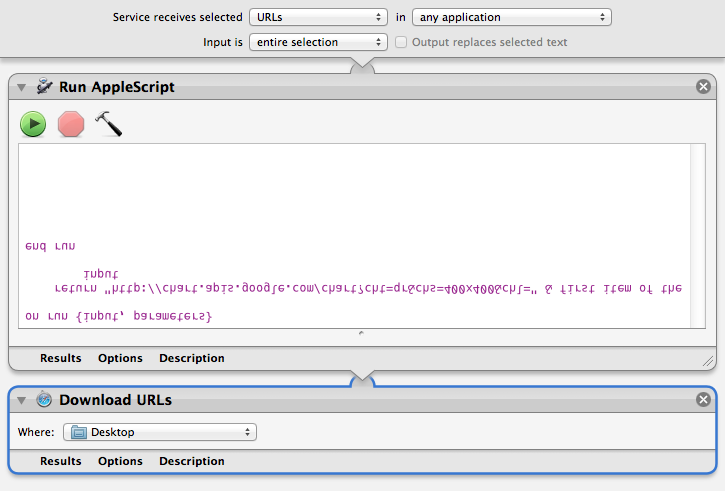 Service receives selected URLs in any application
Input is entire selection Output replaces selected text
Run AppleScript
on run {input, parameters}
return "http://chart.apis.google.com/chart?cht=qr&chs=400x400&chl=" & first item of the
input
end run
Results Options Description
Download URLs
Where: Desktop
Results Options Description